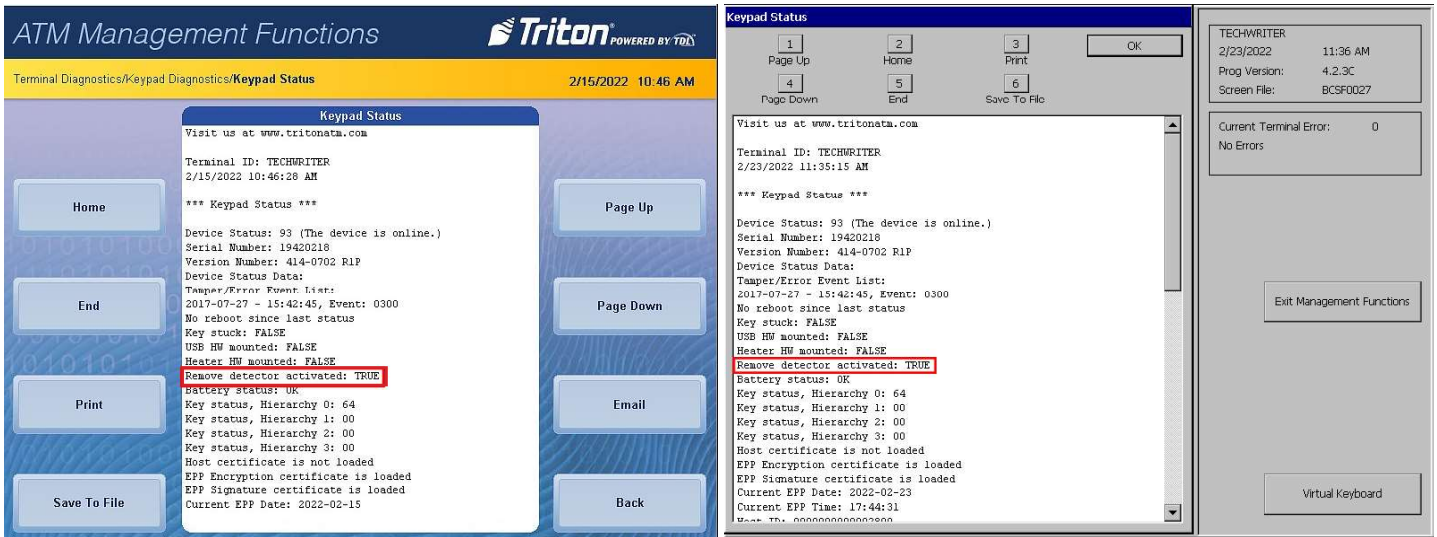 ATM Management Functions
Triton POWERED BY TDL
Terminal Diagnostics/Keypad Diagnostics/Keypad Status
2/15/2022 10:46 AM
Keypad Status
Visit us at www.tritonatm.com
Terminal ID: TECHWRITER
2/15/2022 10:46:28 AM
*** Keypad Status ***
Device Status: 93 (The device is online.)
Serial Number: 19420218
Version Number: 414-0702 R1P
Device Status Data:
Tamper/Error Event List:
2017-07-27 - 15:42:45, Event: 0300
No reboot since last status
Key stuck: FALSE
USB HW mounted: FALSE
Heater HW mounted: FALSE
Remove detector activated: TRUE
Battery status: OK
Key status, Hierarchy 0: 64
Key status, Hierarchy 1: 00
Key status, Hierarchy 2: 00
Key status, Hierarchy 3: 00
Host certificate is not loaded
EPP Encryption certificate is loaded
EPP Signature certificate is loaded
Current EPP Date: 2022-02-15
Home
End
Print
Save To File
Page Up
Page Down
Email
Back
Keypad Status
1
Page Up
2
Home
3
Print
OK
4
Page Down
5
End
6
Save To File
Visit us at www.tritonatm.com
Terminal ID: TECHWRITER
2/23/2022 11:35:15 AM
*** Keypad Status ***
Device Status: 93 (The device is online.)
Serial Number: 19420218
Version Number: 414-0702 R1P
Device Status Data:
Tamper/Error Event List:
2017-07-27 - 15:42:45, Event: 0300
No reboot since last status
Key stuck: FALSE
USB HW mounted: FALSE
Heater HW mounted: FALSE
Remove detector activated: TRUE
Battery status: OK
Key status, Hierarchy 0: 64
Key status, Hierarchy 1: 00
Key status, Hierarchy 2: 00
Key status, Hierarchy 3: 00
Host certificate is not loaded
EPP Encryption certificate is loaded
EPP Signature certificate is loaded
Current EPP Date: 2022-02-23
Current EPP Time: 17:44:31
TECHWRITER
2/23/2022 11:36 AM
Prog Version: 4.2.3C
Screen File: BCSF0027
Current Terminal Error: 0
No Errors
Exit Management Functions
Virtual Keyboard